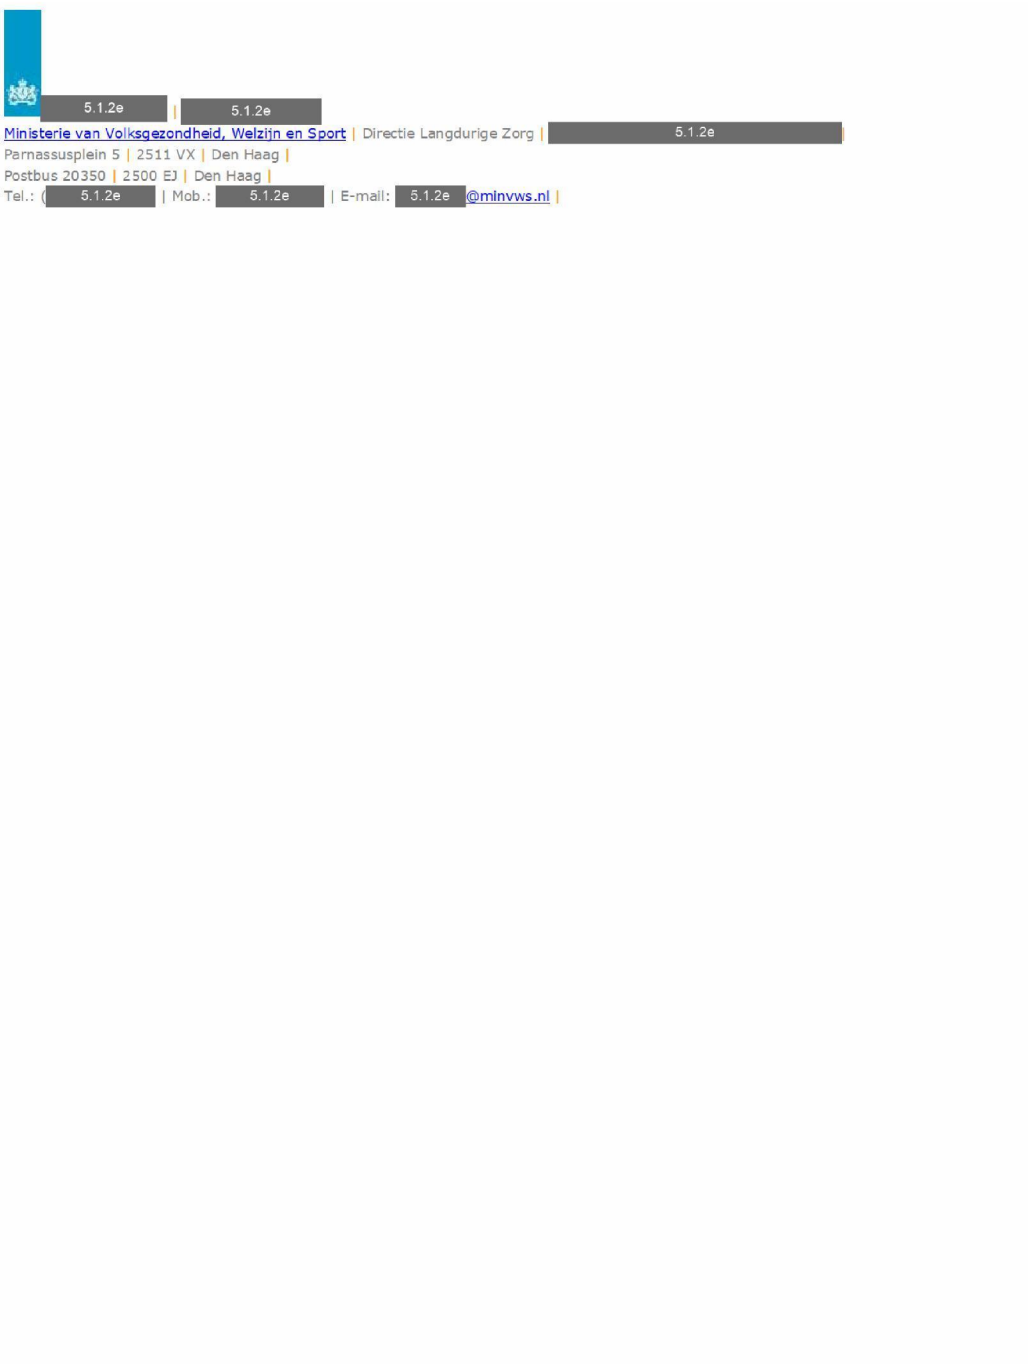 5.1.2e | 5.1.2e
Ministerie van Volksgezondheid, Welzijn en Sport | Directie Langdurige Zorg | 5.1.2e |
Parnassusplein 5 | 2511 VX | Den Haag |
Postbus 20350 | 2500 EJ | Den Haag |
Tel.: ( 5.1.2e | Mob.: 5.1.2e | E-mail: 5.1.2e @minvws.nl |